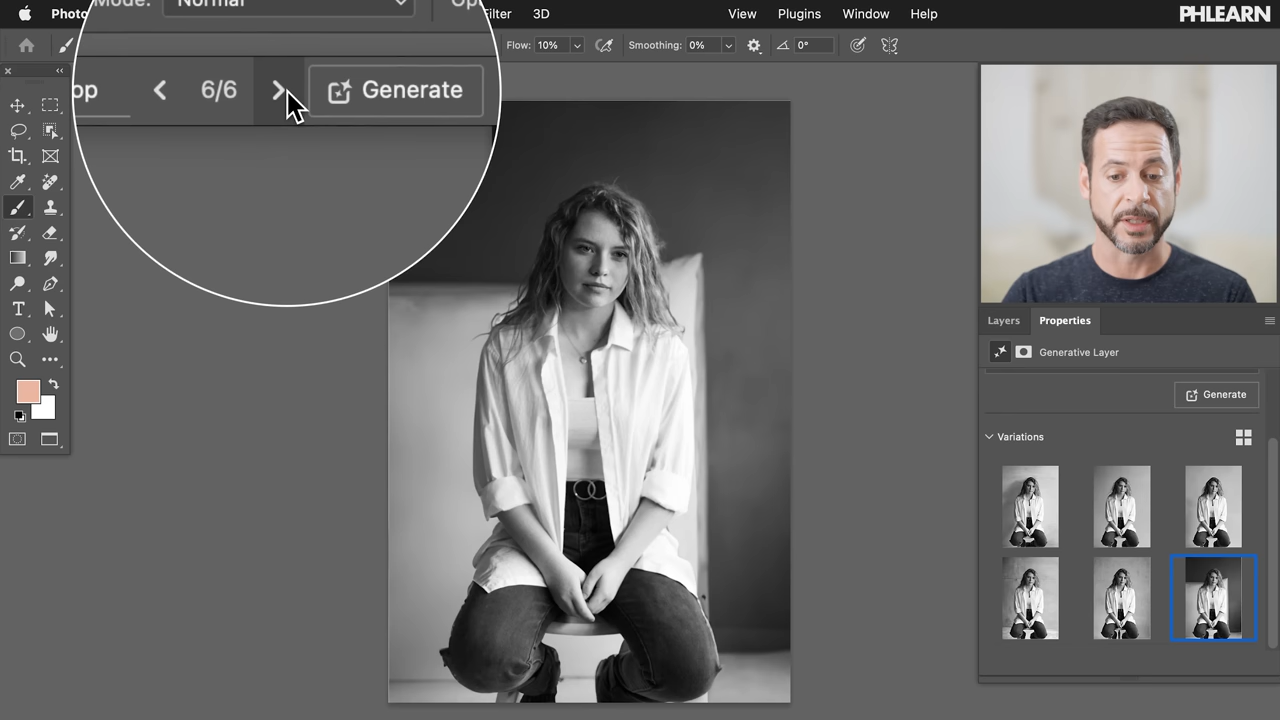 Mode: Normal
Photo
Filter 3D View Plugins Window Help
PHLEARN
Flow: 10% Smoothing: 0% 0°
op 6/6 Generate
Layers Properties
Generative Layer
Generate
Variations